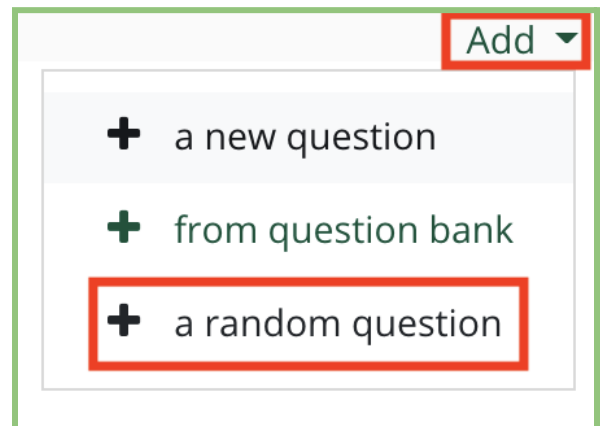 Add
a new question
from question bank
a random question